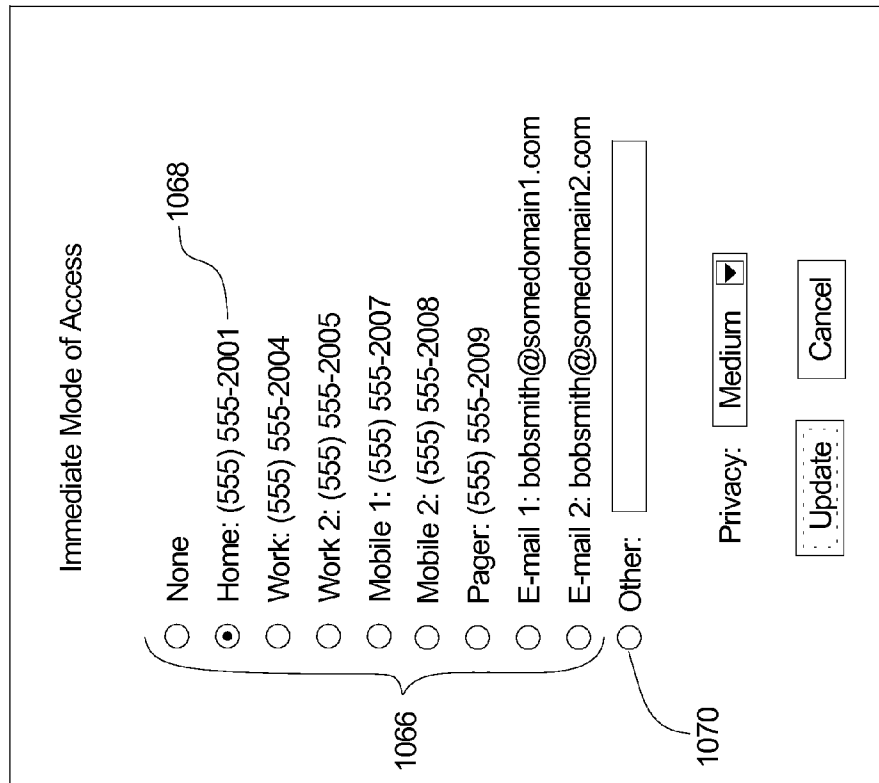 Immediate Mode of Access
None
Home: (555) 555-2001
1068
Work: (555) 555-2004
Work 2: (555) 555-2005
Mobile 1: (555) 555-2007
Mobile 2: (555) 555-2008
Pager: (555) 555-2009
E-mail 1: bobsmith@somedomain1.com
E-mail 2: bobsmith@somedomain2.com
1066
Other:
1070
Privacy: Medium
Update Cancel